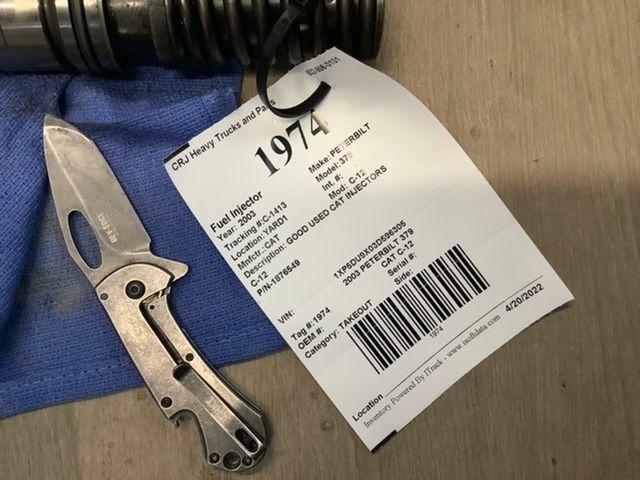 CRJ Heavy Trucks and Parts
1974
Fuel Injector
Year: 2003
Make: PETERBILT
Tracking #:C-1413
Model: 379
Location: YARD1
Int. #:
Mnfctr.: CAT
Mod: C-12
Description: GOOD USED CAT INJECTORS
C-12
P/N-1876549
VIN: 1XP5DU9X03D596305
2003 PETERBILT 379
Tag #: 1974
CAT C-12
OEM #:
Serial #:
Category: TAKEOUT
Side:
1974
Location
4/20/2022
Inventory Powered By ITrack - www.isoftdata.com